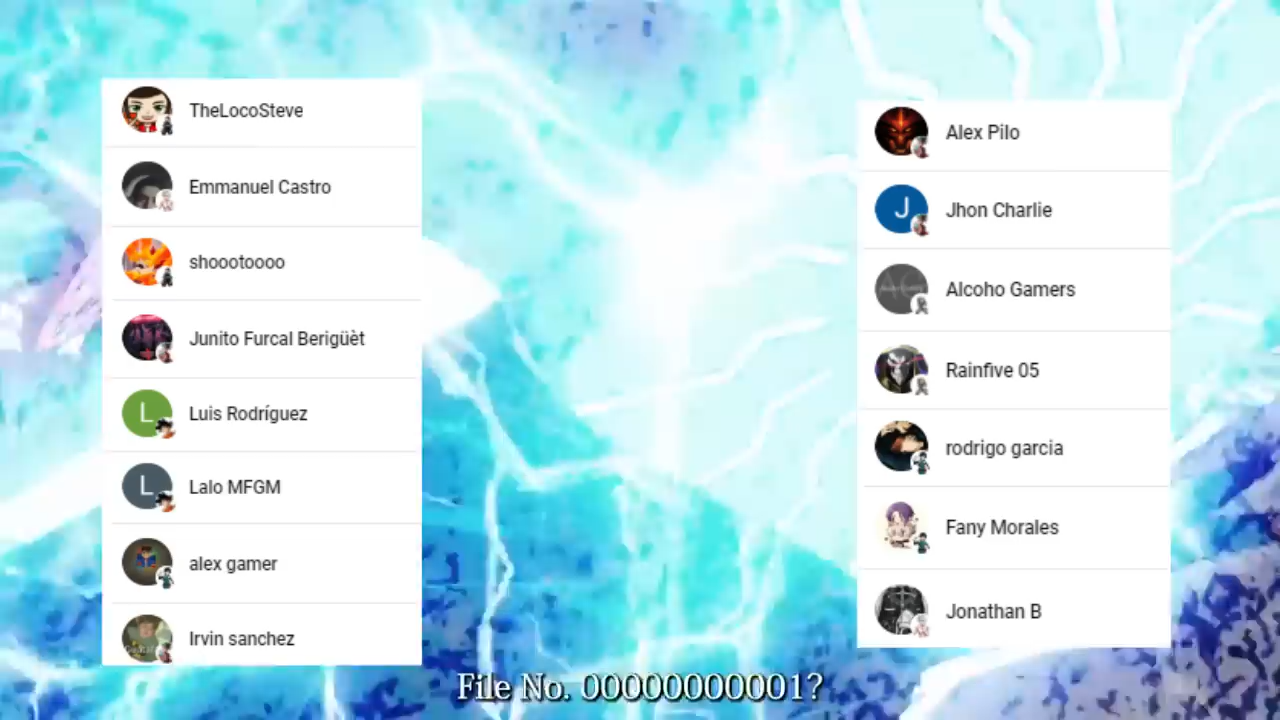 TheLocoSteve
Emmanuel Castro
shoootoooo
Junito Furcal Berigüèt
L
Luis Rodríguez
L
Lalo MFGM
alex gamer
Irvin sanchez
Alex Pilo
J
Jhon Charlie
Alcoho Gamers
Rainfive 05
rodrigo garcia
Fany Morales
Jonathan B
File No. 00000000001?